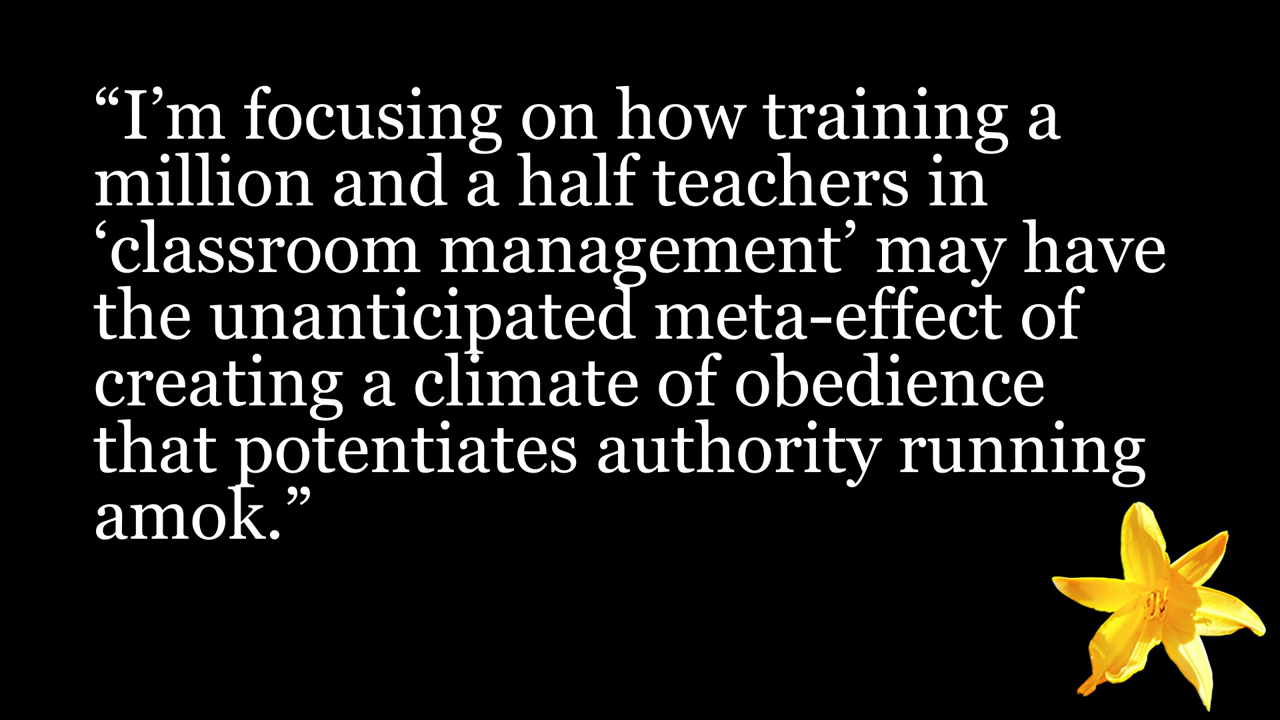 “I’m focusing on how training a
million and a half teachers in
‘classroom management’ may have
the unanticipated meta-effect of
creating a climate of obedience
that potentiates authority running
amok.”